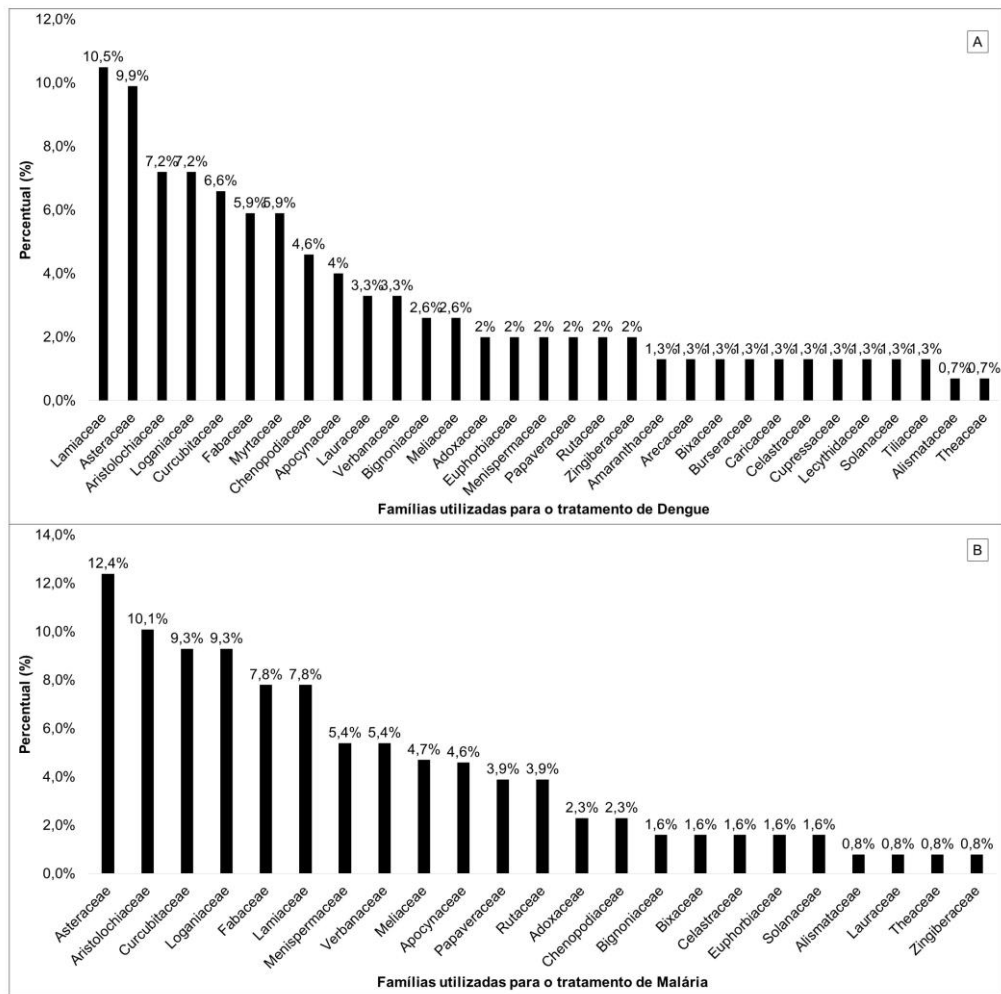 A
12,0%
10,0%
8,0%
6,0%
4,0%
2,0%
0,0%
Percentual (%)
10,5%
9,9%
7,2%
7,2%
6,6%
5,9%
5,9%
4,6%
4%
3,3%
3,3%
2,6%
2,6%
2%
2%
2%
2%
2%
2%
1,3%
1,3%
1,3%
1,3%
1,3%
1,3%
1,3%
1,3%
1,3%
1,3%
0,7%
0,7%
Lamiaceae
Asteraceae
Aristolochiaceae
Loganiaceae
Curcubitaceae
Fabaceae
Myrtaceae
Chenopodiaceae
Apocynaceae
Lauraceae
Verbanaceae
Bignoniaceae
Meliaceae
Adoxaceae
Euphorbiaceae
Menispermaceae
Papaveraceae
Rutaceae
Zingiberaceae
Amaranthaceae
Arecaceae
Bixaceae
Burseraceae
Caricaceae
Celastraceae
Cupressaceae
Lecythidaceae
Solanaceae
Tiliaceae
Alismataceae
Theaceae
Famílias utilizadas para o tratamento de Dengue
B
14,0%
12,0%
10,0%
8,0%
6,0%
4,0%
2,0%
0,0%
Percentual (%)
12,4%
10,1%
9,3%
9,3%
7,8%
7,8%
5,4%
5,4%
4,7%
4,6%
3,9%
3,9%
2,3%
2,3%
1,6%
1,6%
1,6%
1,6%
1,6%
0,8%
0,8%
0,8%
0,8%
Asteraceae
Aristolochiaceae
Curcubitaceae
Loganiaceae
Fabaceae
Lamiaceae
Menispermaceae
Verbanaceae
Meliaceae
Apocynaceae
Papaveraceae
Rutaceae
Adoxaceae
Chenopodiaceae
Bignoniaceae
Bixaceae
Celastraceae
Euphorbiaceae
Solanaceae
Alismataceae
Lauraceae
Theaceae
Zingiberaceae
Famílias utilizadas para o tratamento de Malária